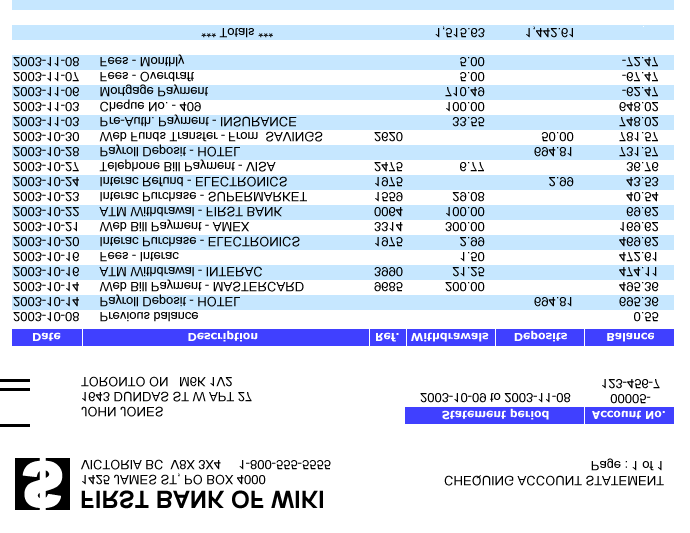 FIRST BANK OF WIKI
1425 JAMES ST, PO BOX 4000
VICTORIA BC V8X 3X4 1-800-555-5555
CHEQUING ACCOUNT STATEMENT
Page : 1 of 1
JOHN JONES
1643 DUNDAS ST W APT 27
TORONTO ON M6K 1V2
Statement period Account No.
2003-10-09 to 2003-11-08 00005-
123-456-7
Date Description Ref. Withdrawals Deposits Balance
2003-10-08 Previous balance 0.55
2003-10-14 Payroll Deposit - HOTEL 694.81 695.36
2003-10-14 Web Bill Payment - MASTERCARD 9685 200.00 495.36
2003-10-16 ATM Withdrawal - INTERAC 3990 21.25 474.11
2003-10-16 Fees - Interac 1.50 472.61
2003-10-20 Interac Purchase - ELECTRONICS 1975 2.99 469.62
2003-10-21 Web Bill Payment - AMEX 3314 300.00 169.62
2003-10-22 ATM Withdrawal - FIRST BANK 0064 100.00 69.62
2003-10-23 Interac Purchase - SUPERMARKET 1559 29.08 40.54
2003-10-24 Interac Refund - ELECTRONICS 1975 2.99 43.53
2003-10-27 Telephone Bill Payment - VISA 2475 6.77 36.76
2003-10-28 Payroll Deposit - HOTEL 694.81 731.57
2003-10-30 Web Funds Transfer - From SAVINGS 2620 50.00 781.57
2003-11-03 Pre-Auth. Payment - INSURANCE 33.55 748.02
2003-11-03 Cheque No. - 409 100.00 648.02
2003-11-06 Mortgage Payment 710.49 -62.47
2003-11-07 Fees - Overdraft 5.00 -67.47
2003-11-08 Fees - Monthly 5.00 -72.47
*** Totals *** 1,515.63 1,442.61